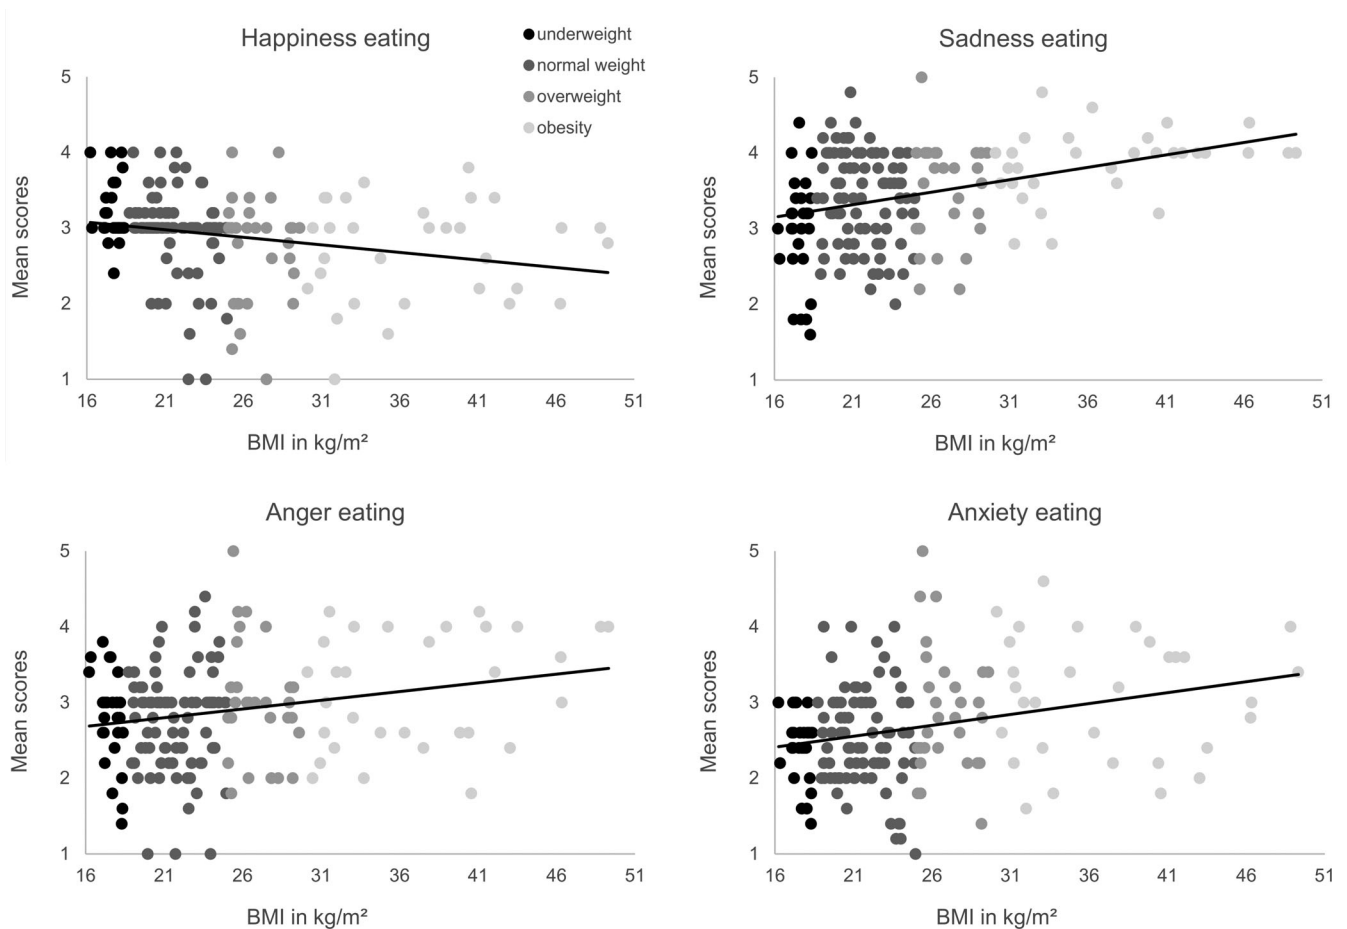 Happiness eating
underweight
normal weight
overweight
obesity
Mean scores
5
4
3
2
1
16 21 26 31 36 41 46 51
BMI in kg/m²
Sadness eating
Mean scores
5
4
3
2
1
16 21 26 31 36 41 46 51
BMI in kg/m²
Anger eating
Mean scores
5
4
3
2
1
16 21 26 31 36 41 46 51
BMI in kg/m²
Anxiety eating
Mean scores
5
4
3
2
1
16 21 26 31 36 41 46 51
BMI in kg/m²